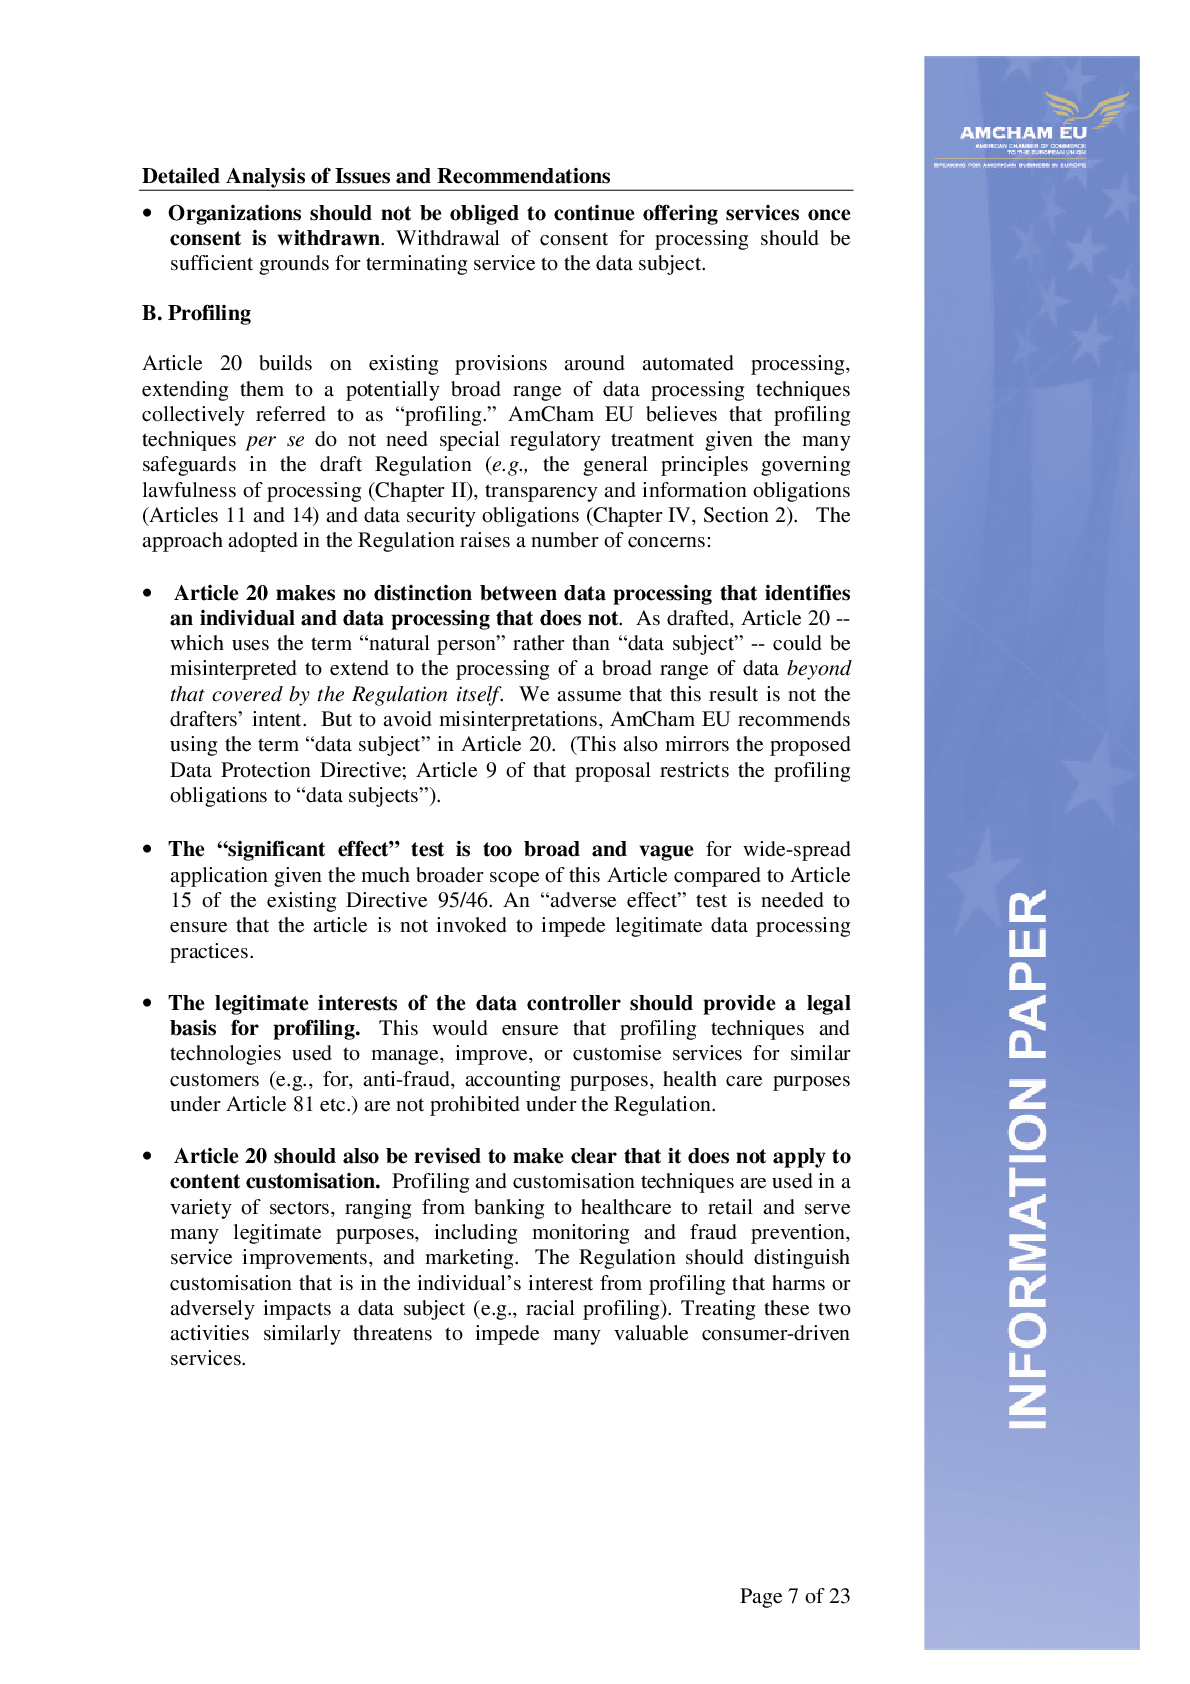 AMCHAM EU
AMERICAN CHAMBER OF COMMERCE
TO THE EUROPEAN UNION
SPEAKING FOR AMERICAN BUSINESS IN EUROPE
Detailed Analysis of Issues and Recommendations
• Organizations should not be obliged to continue offering services once
consent is withdrawn. Withdrawal of consent for processing should be
sufficient grounds for terminating service to the data subject.
B. Profiling
Article 20 builds on existing provisions around automated processing,
extending them to a potentially broad range of data processing techniques
collectively referred to as “profiling.” AmCham EU believes that profiling
techniques per se do not need special regulatory treatment given the many
safeguards in the draft Regulation (e.g., the general principles governing
lawfulness of processing (Chapter II), transparency and information obligations
(Articles 11 and 14) and data security obligations (Chapter IV, Section 2). The
approach adopted in the Regulation raises a number of concerns:
• Article 20 makes no distinction between data processing that identifies
an individual and data processing that does not. As drafted, Article 20 --
which uses the term “natural person” rather than “data subject” -- could be
misinterpreted to extend to the processing of a broad range of data beyond
that covered by the Regulation itself. We assume that this result is not the
drafters’ intent. But to avoid misinterpretations, AmCham EU recommends
using the term “data subject” in Article 20. (This also mirrors the proposed
Data Protection Directive; Article 9 of that proposal restricts the profiling
obligations to “data subjects”).
• The “significant effect” test is too broad and vague for wide-spread
application given the much broader scope of this Article compared to Article
15 of the existing Directive 95/46. An “adverse effect” test is needed to
ensure that the article is not invoked to impede legitimate data processing
practices.
• The legitimate interests of the data controller should provide a legal
basis for profiling. This would ensure that profiling techniques and
technologies used to manage, improve, or customise services for similar
customers (e.g., for, anti-fraud, accounting purposes, health care purposes
under Article 81 etc.) are not prohibited under the Regulation.
• Article 20 should also be revised to make clear that it does not apply to
content customisation. Profiling and customisation techniques are used in a
variety of sectors, ranging from banking to healthcare to retail and serve
many legitimate purposes, including monitoring and fraud prevention,
service improvements, and marketing. The Regulation should distinguish
customisation that is in the individual’s interest from profiling that harms or
adversely impacts a data subject (e.g., racial profiling). Treating these two
activities similarly threatens to impede many valuable consumer-driven
services.
INFORMATION PAPER
Page 7 of 23